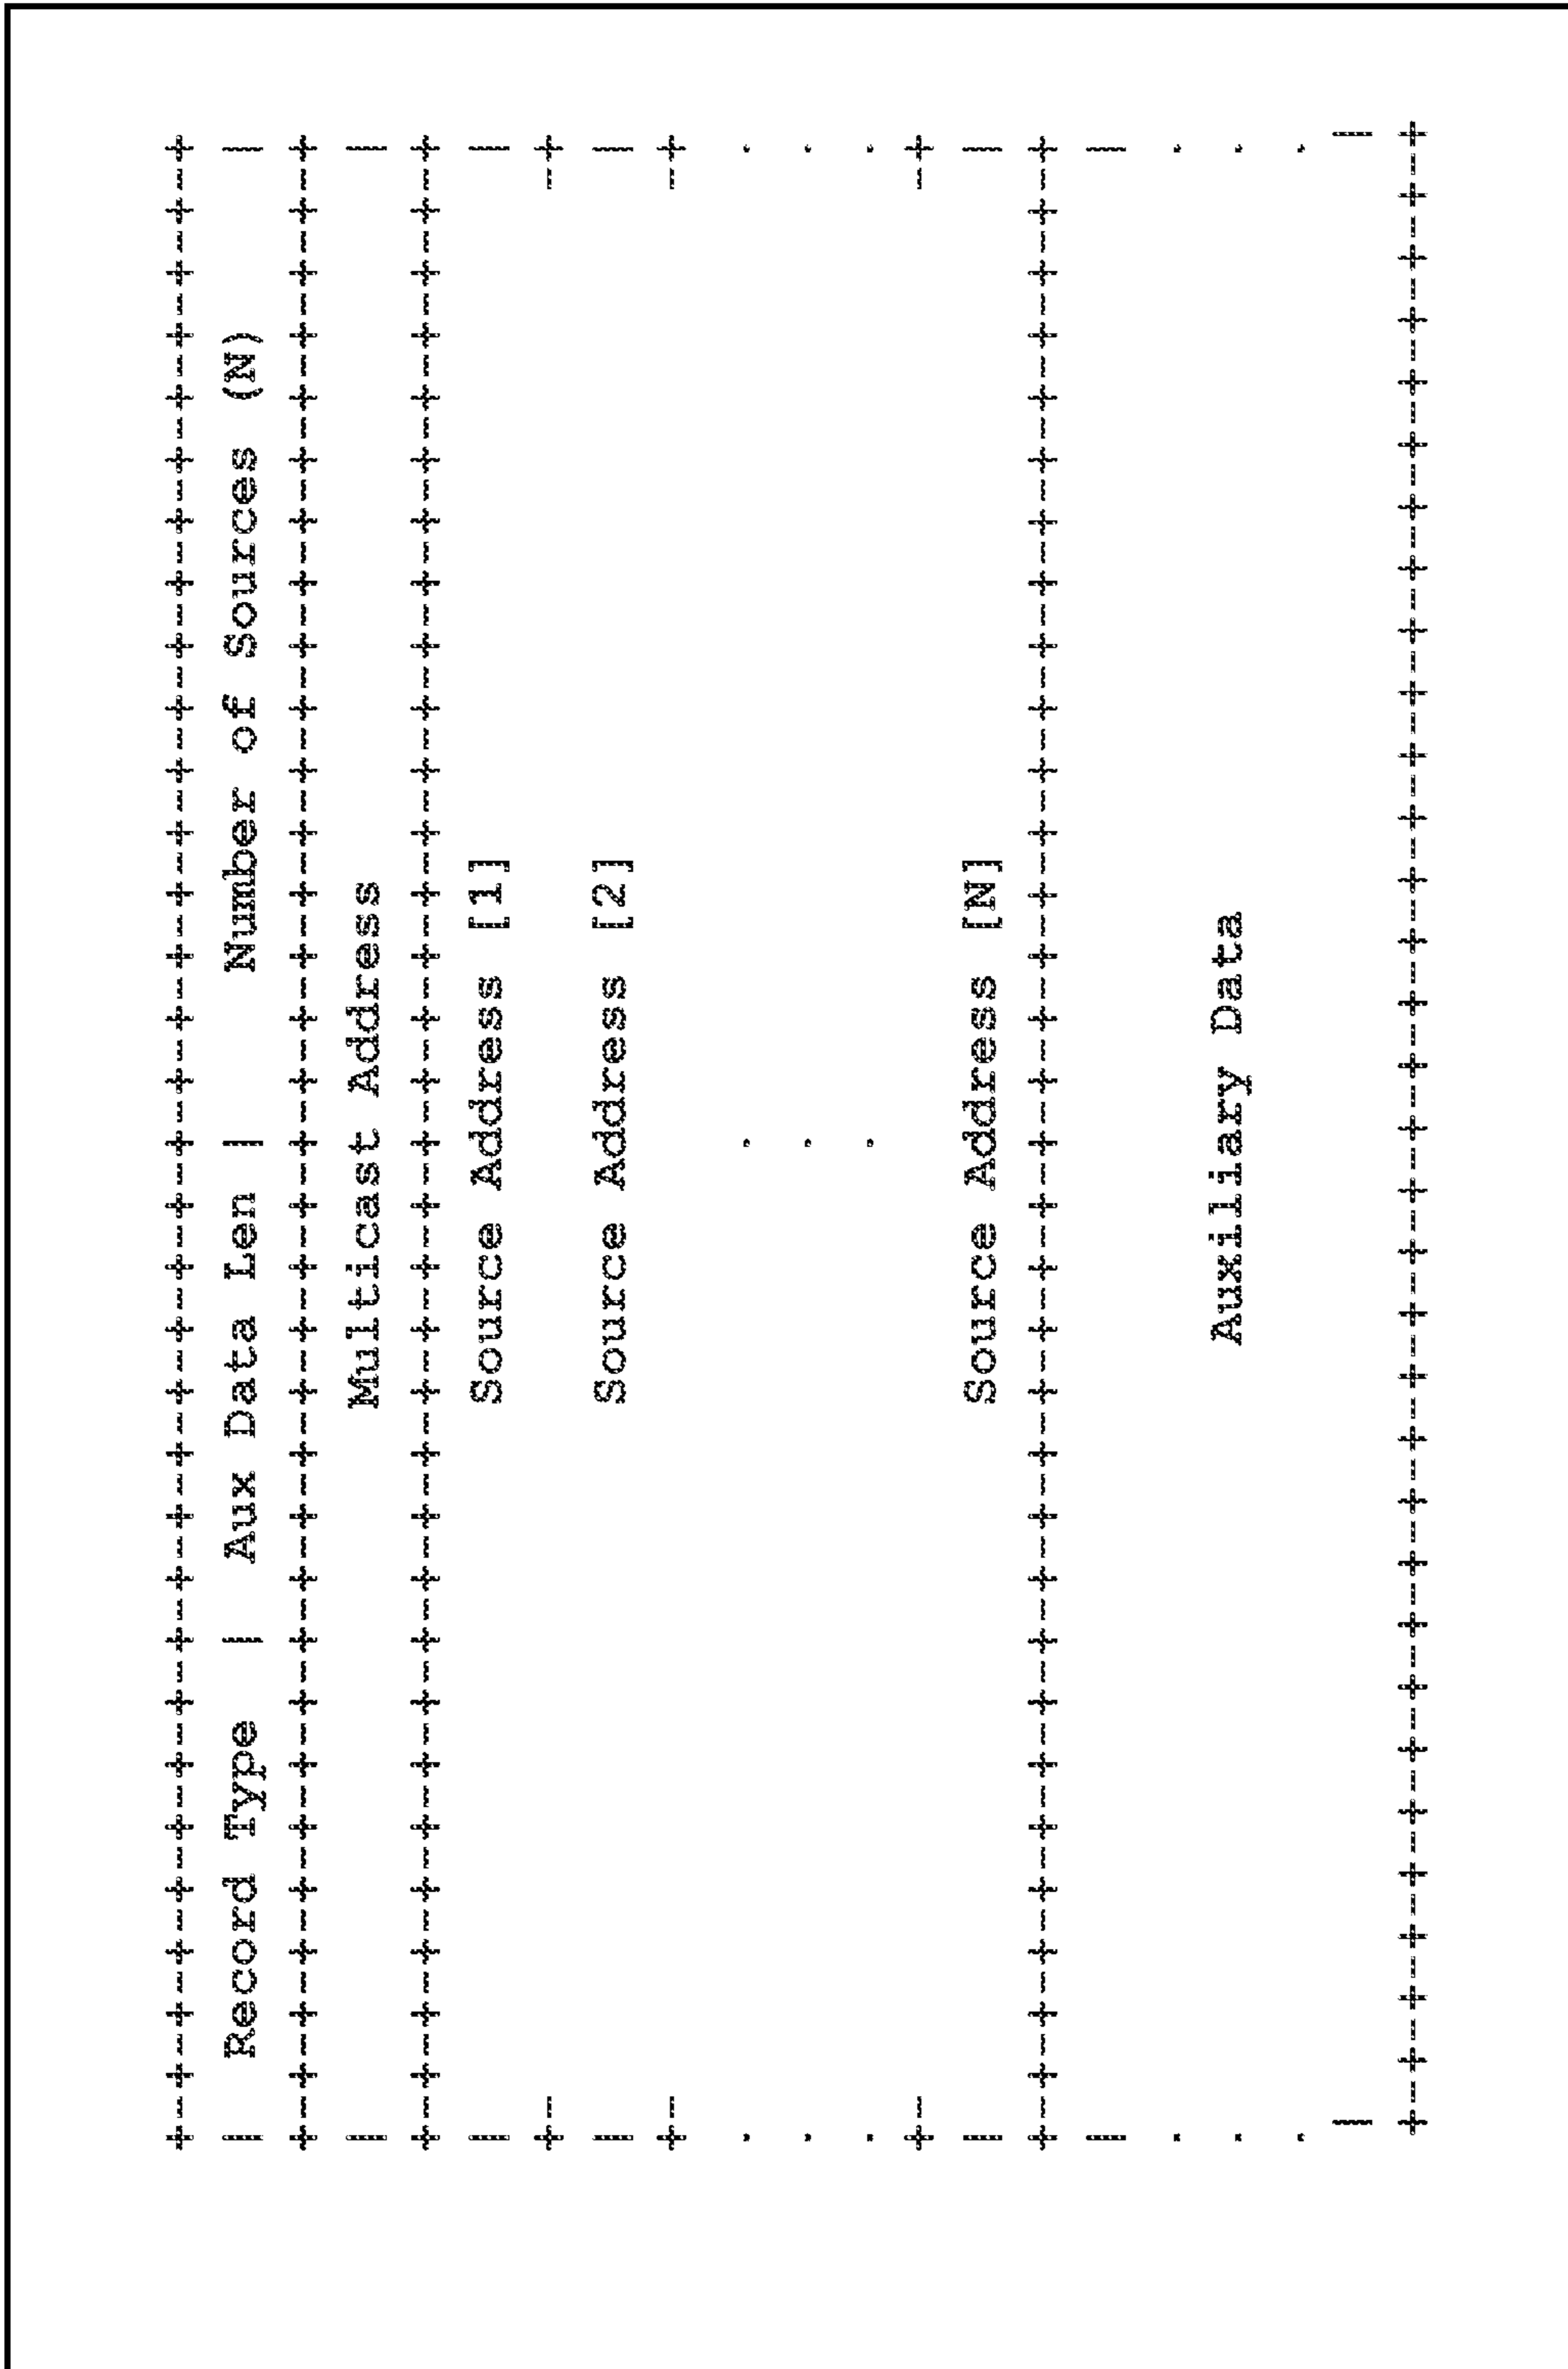 +-+-+-+-+-+-+-+-+-+-+-+-+-+-+-+-+-+-+-+-+-+-+-+-+-+-+-+-+-+-+-+-+
|  Record Type  |  Aux Data Len |     Number of Sources (N)     |
+-+-+-+-+-+-+-+-+-+-+-+-+-+-+-+-+-+-+-+-+-+-+-+-+-+-+-+-+-+-+-+-+
|                       Multicast Address                       |
+-+-+-+-+-+-+-+-+-+-+-+-+-+-+-+-+-+-+-+-+-+-+-+-+-+-+-+-+-+-+-+-+
|                       Source Address [1]                      |
+-                                                             -+
|                       Source Address [2]                      |
+-                                                             -+
.                               .                               .
.                               .                               .
.                               .                               .
+-                                                             -+
|                       Source Address [N]                      |
+-+-+-+-+-+-+-+-+-+-+-+-+-+-+-+-+-+-+-+-+-+-+-+-+-+-+-+-+-+-+-+-+
|                                                               |
.                                                               .
.                         Auxiliary Data                        .
.                                                               .
|                                                               |
+-+-+-+-+-+-+-+-+-+-+-+-+-+-+-+-+-+-+-+-+-+-+-+-+-+-+-+-+-+-+-+-+